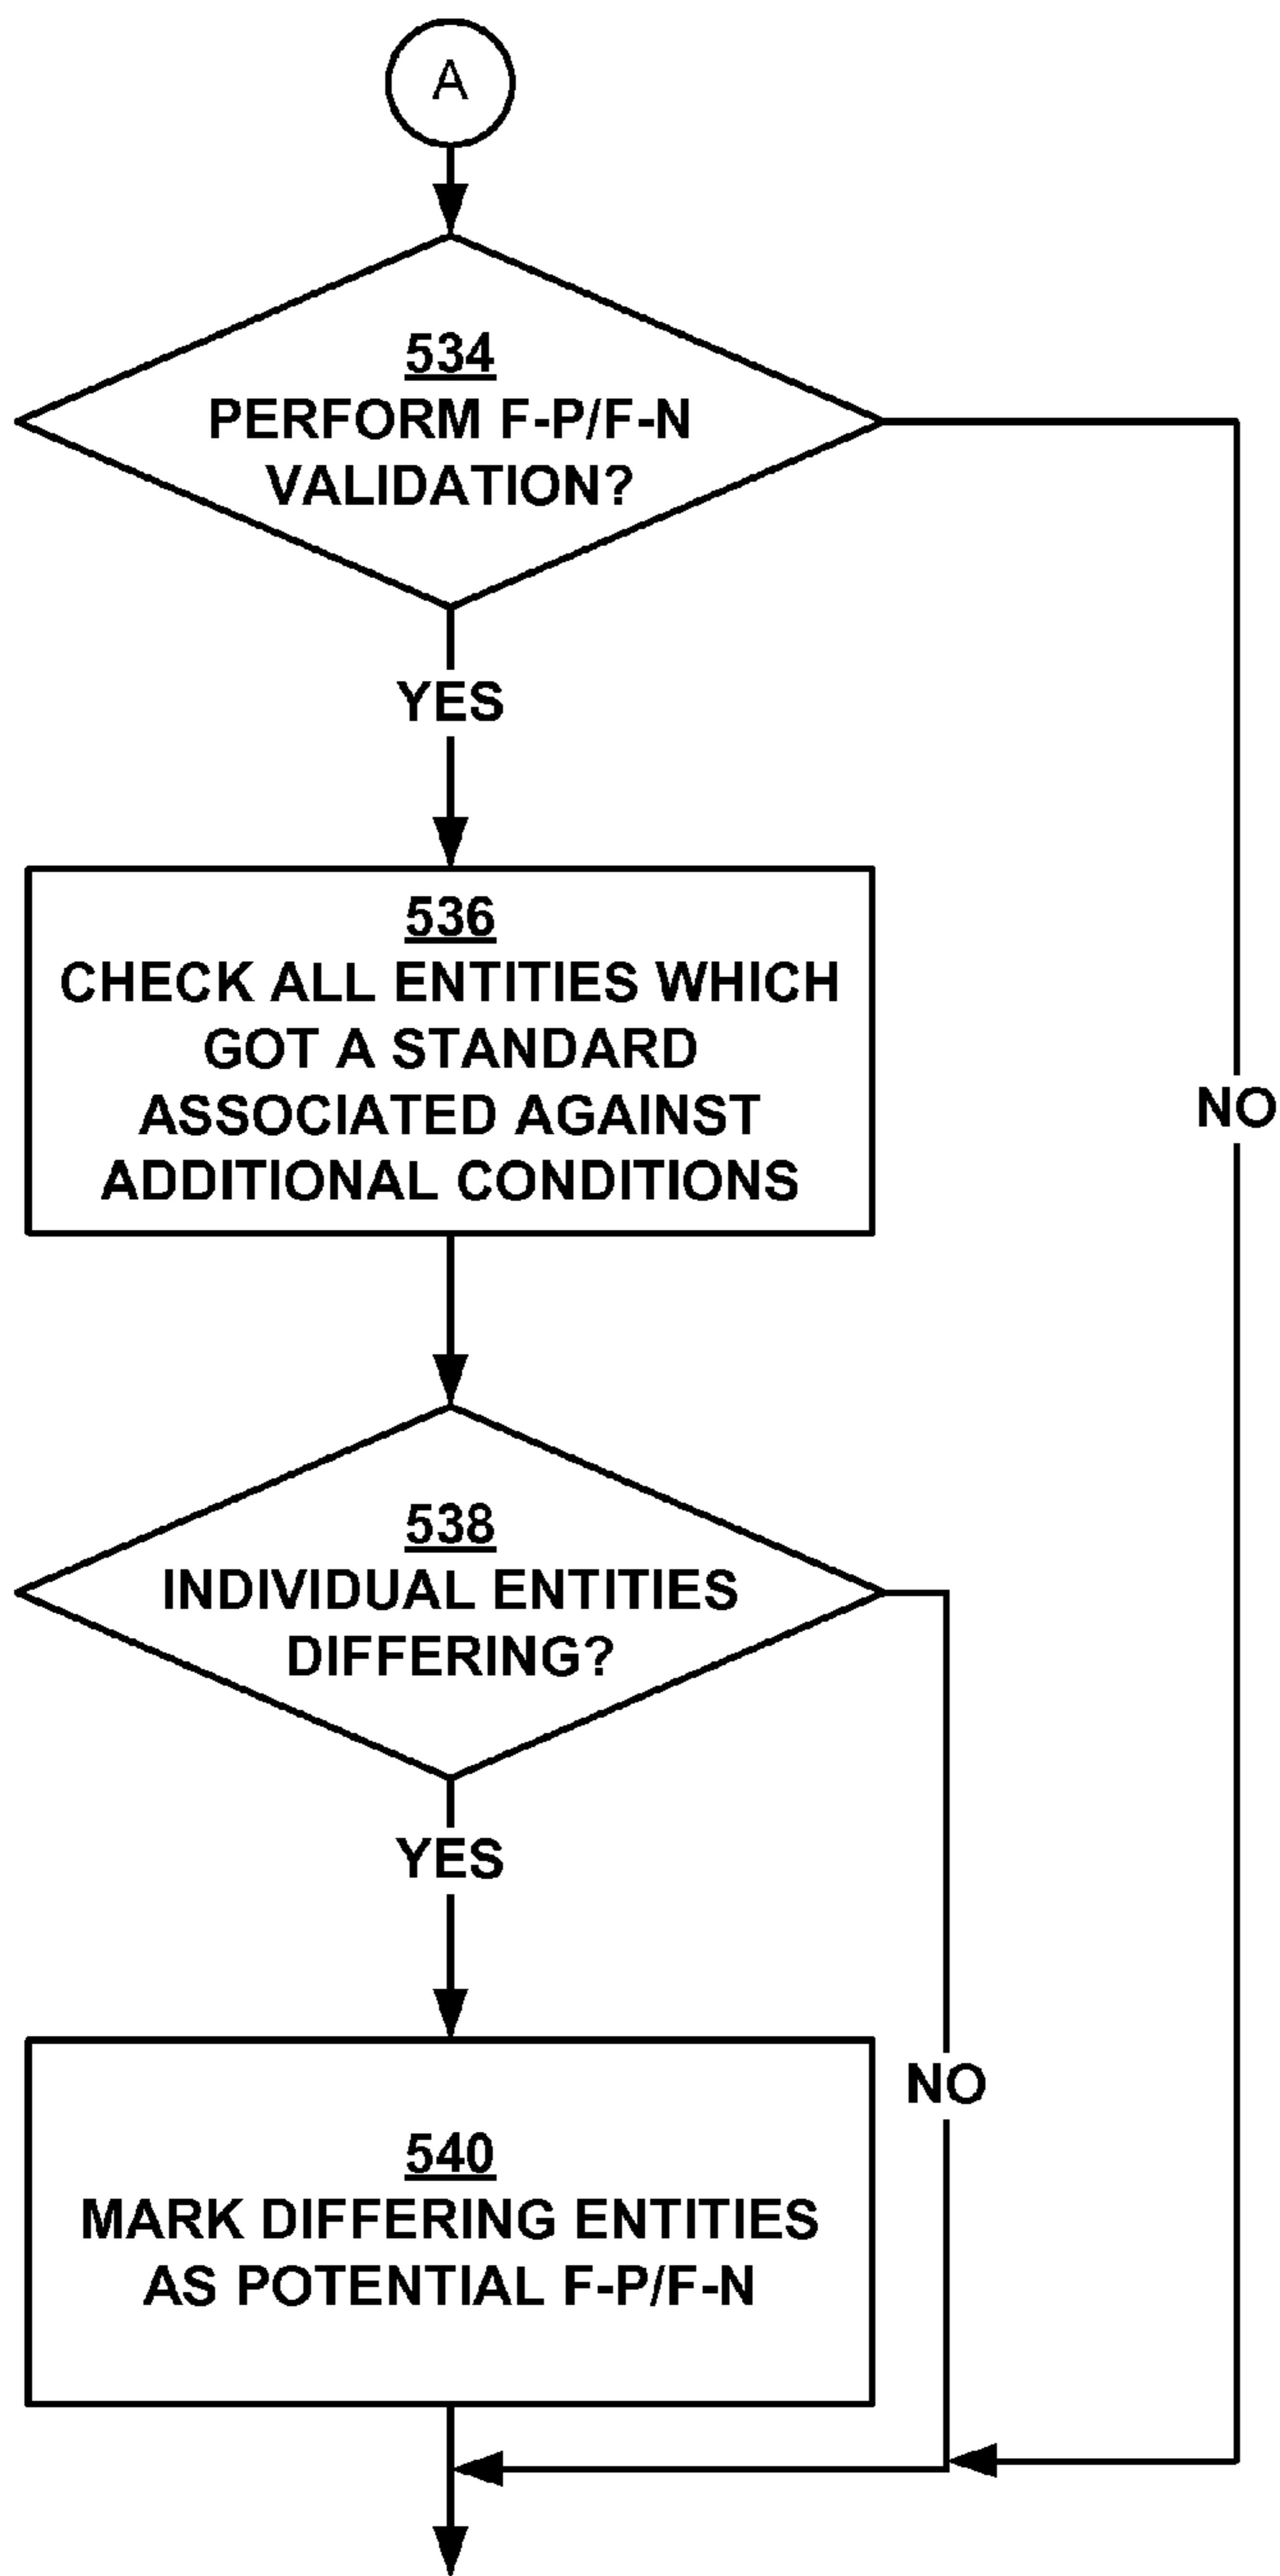 A
534
PERFORM F-P/F-N
VALIDATION?
YES
536
CHECK ALL ENTITIES WHICH
GOT A STANDARD
ASSOCIATED AGAINST
ADDITIONAL CONDITIONS
NO
538
INDIVIDUAL ENTITIES
DIFFERING?
YES
NO
540
MARK DIFFERING ENTITIES
AS POTENTIAL F-P/F-N